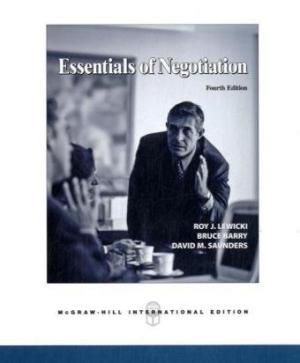 Essentials of Negotiation
Fourth Edition
ROY J. LEWICKI
BRUCE BARRY
DAVID M. SAUNDERS
McGRAW-HILL INTERNATIONAL EDITION